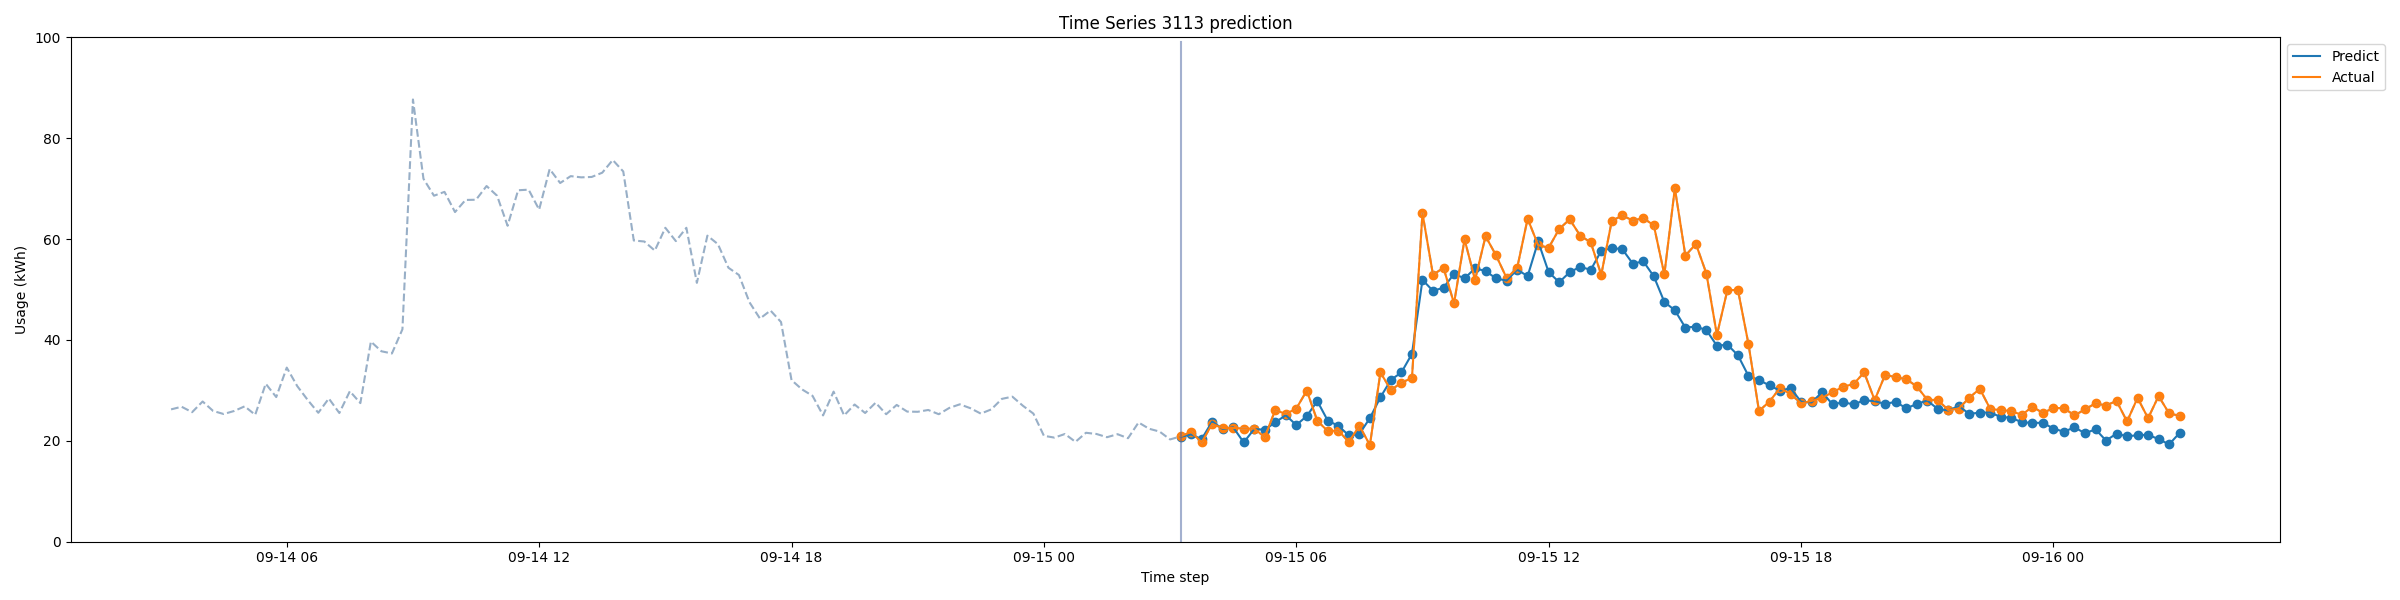 Time Series 3113 prediction
Predict
Actual
Usage (kWh)
100
80
60
40
20
0
09-14 06
09-14 12
09-14 18
09-15 00
09-15 06
09-15 12
09-15 18
09-16 00
Time step